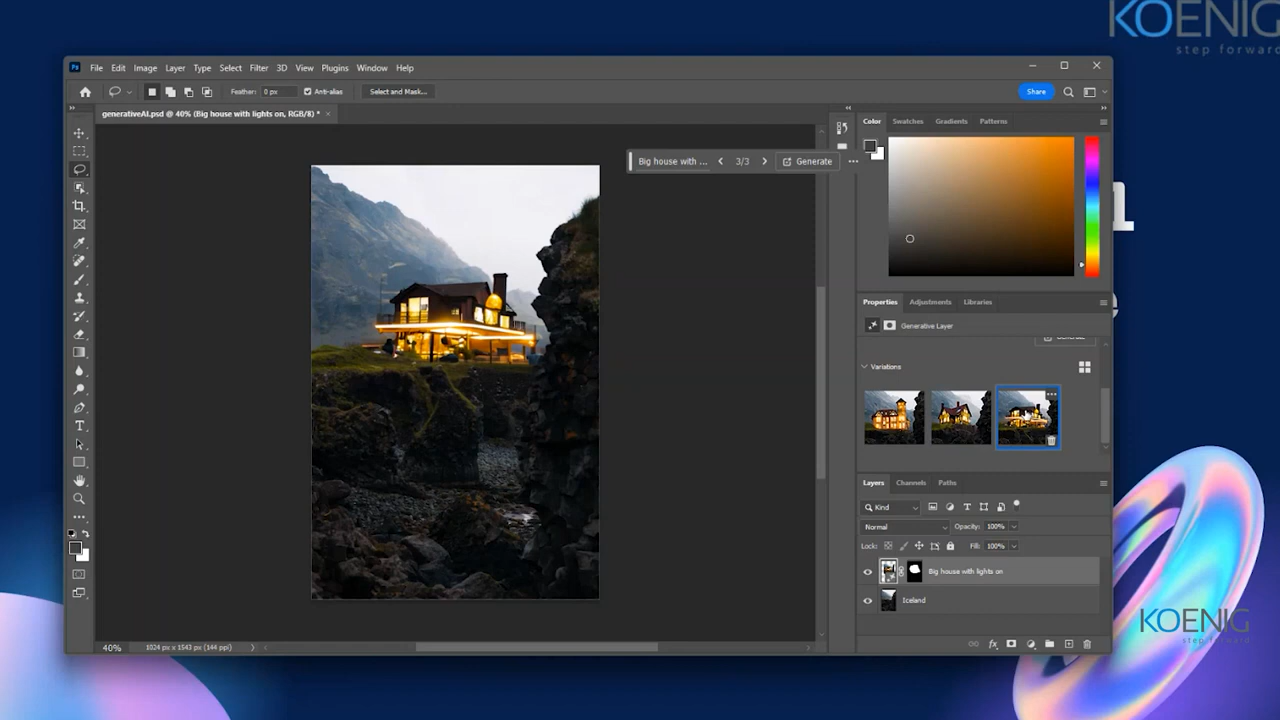 KOENIG
step forward
Ps File Edit Image Layer Type Select Filter 3D View Plugins Window Help
Feather: 0 px Anti-alias Select and Mask... Share
generativeAI.psd @ 40% (Big house with lights on, RGB/8) * ×
Color Swatches Gradients Patterns
Big house with ... 3/3 Generate ...
Properties Adjustments Libraries
Generative Layer
Variations
Layers Channels Paths
Kind
Normal Opacity: 100%
Lock: Fill: 100%
Big house with lights on
Iceland
fx
40% 1024 px x 1543 px (144 ppi)
KOENIG
step forward